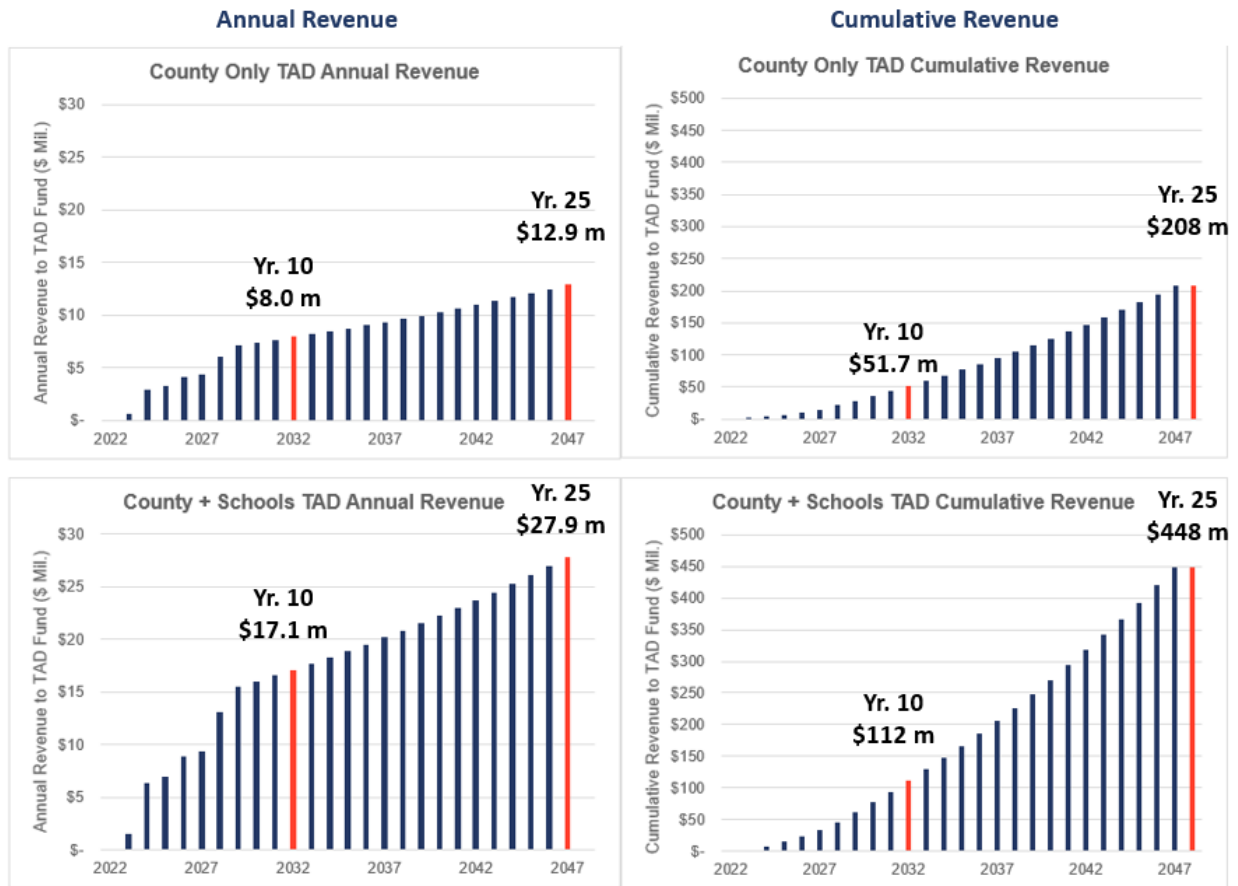 Annual Revenue
Cumulative Revenue
County Only TAD Annual Revenue
Annual Revenue to TAD Fund ($ Mil.)
$30
$25
$20
$15
$10
$5
$-
Yr. 10
$8.0 m
Yr. 25
$12.9 m
2022 2027 2032 2037 2042 2047
County Only TAD Cumulative Revenue
Cumulative Revenue to TAD Fund ($ Mil.)
$500
$450
$400
$350
$300
$250
$200
$150
$100
$50
$-
Yr. 10
$51.7 m
Yr. 25
$208 m
2022 2027 2032 2037 2042 2047
County + Schools TAD Annual Revenue
Annual Revenue to TAD Fund ($ Mil.)
$30
$25
$20
$15
$10
$5
$-
Yr. 10
$17.1 m
Yr. 25
$27.9 m
2022 2027 2032 2037 2042 2047
County + Schools TAD Cumulative Revenue
Cumulative Revenue to TAD Fund ($ Mil.)
$500
$450
$400
$350
$300
$250
$200
$150
$100
$50
$-
Yr. 10
$112 m
Yr. 25
$448 m
2022 2027 2032 2037 2042 2047